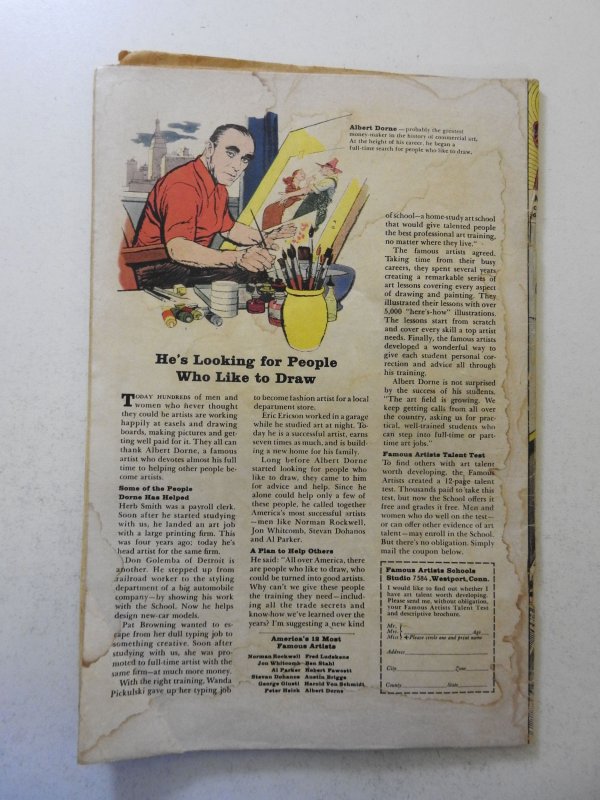 Albert Dorne — probably the greatest
money-maker in the history of commercial art.
At the height of his career, he began a
full-time search for people who like to draw.
He's Looking for People
Who Like to Draw
TODAY HUNDREDS of men and
women who never thought
they could be artists are working
happily at easels and drawing
boards, making pictures and get-
ting well paid for it. They all can
thank Albert Dorne, a famous
artist who devotes almost his full
time to helping other people be-
come artists.
Some of the People
Dorne Has Helped
Herb Smith was a payroll clerk.
Soon after he started studying
with us, he landed an art job
with a large printing firm. This
was four years ago; today he's
head artist for the same firm.
Don Golemba of Detroit is
another. He stepped up from
railroad worker to the styling
department of a big automobile
company—by showing his work
with the School. Now he helps
design new-car models.
Pat Browning wanted to es-
cape from her dull typing job to
something creative. Soon after
studying with us, she was pro-
moted to full-time artist with the
same firm—at much more money.
With the right training, Wanda
Pickulski gave up her typing job
to become fashion artist for a local
department store.
Eric Ericson worked in a garage
while he studied art at night. To-
day he is a successful artist, earns
seven times as much, and is build-
ing a new home for his family.
Long before Albert Dorne
started looking for people who
like to draw, they came to him
for advice and help. Since he
alone could help only a few of
these people, he called together
America's most successful artists
—men like Norman Rockwell,
Jon Whitcomb, Stevan Dohanos
and Al Parker.
A Plan to Help Others
He said: "All over America, there
are people who like to draw, who
could be turned into good artists.
Why can't we give these people
the training they need—includ-
ing all the trade secrets and
know-how we've learned over the
years? I'm suggesting a new kind
America's 12 Most
Famous Artists
Norman Rockwell Fred Ludekens
Jon Whitcomb Ben Stahl
Al Parker Robert Fawcett
Stevan Dohanos Austin Briggs
George Giusti Harold Von Schmidt
Peter Helck Albert Dorne
of school—a home-study art school
that would give talented people
the best professional art training,
no matter where they live."
The famous artists agreed.
Taking time from their busy
careers, they spent several years
creating a remarkable series of
art lessons covering every aspect
of drawing and painting. They
illustrated their lessons with over
5,000 "here's-how" illustrations.
The lessons start from scratch
and cover every skill a top artist
needs. Finally, the famous artists
developed a wonderful way to
give each student personal cor-
rection and advice all through
his training.
Albert Dorne is not surprised
by the success of his students.
"The art field is growing. We
keep getting calls from all over
the country, asking us for prac-
tical, well-trained students who
can step into full-time or part-
time art jobs."
Famous Artists Talent Test
To find others with art talent
worth developing, the Famous
Artists created a 12-page talent
test. Thousands paid to take this
test, but now the School offers it
free and grades it free. Men and
women who do well on the test—
or can offer other evidence of art
talent—may enroll in the School.
But there's no obligation. Simply
mail the coupon below.
Famous Artists Schools
Studio 7584, Westport, Conn.
I would like to find out whether I
have art talent worth developing.
Please send me, without obligation,
your Famous Artists Talent Test
and descriptive brochure.
Mr.
Mrs. Age
Miss Please circle one and print name
Address
City Zone
County State